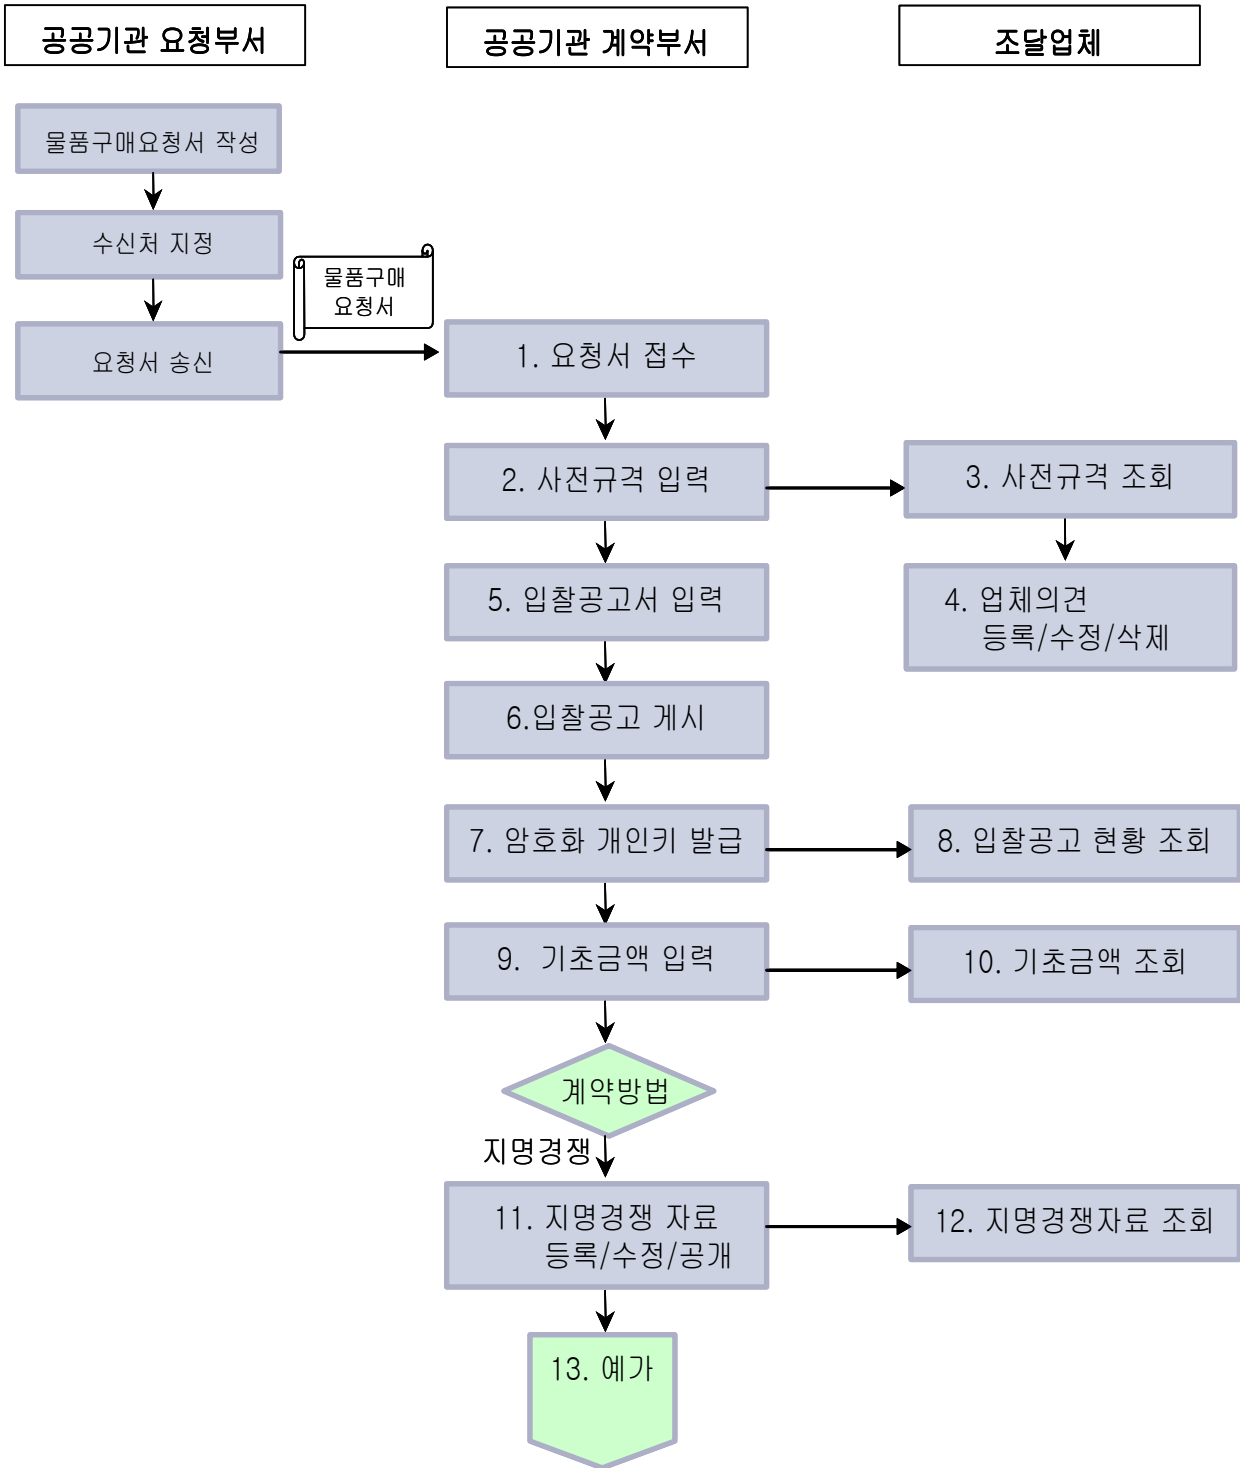 공공기관 요청부서
공공기관 계약부서
조달업체
물품구매요청서 작성
수신처 지정
물품구매
요청서
요청서 송신
1. 요청서 접수
2. 사전규격 입력
3. 사전규격 조회
5. 입찰공고서 입력
4. 업체의견
등록/수정/삭제
6.입찰공고 게시
7. 암호화 개인키 발급
8. 입찰공고 현황 조회
9. 기초금액 입력
10. 기초금액 조회
계약방법
지명경쟁
11. 지명경쟁 자료
등록/수정/공개
12. 지명경쟁자료 조회
13. 예가